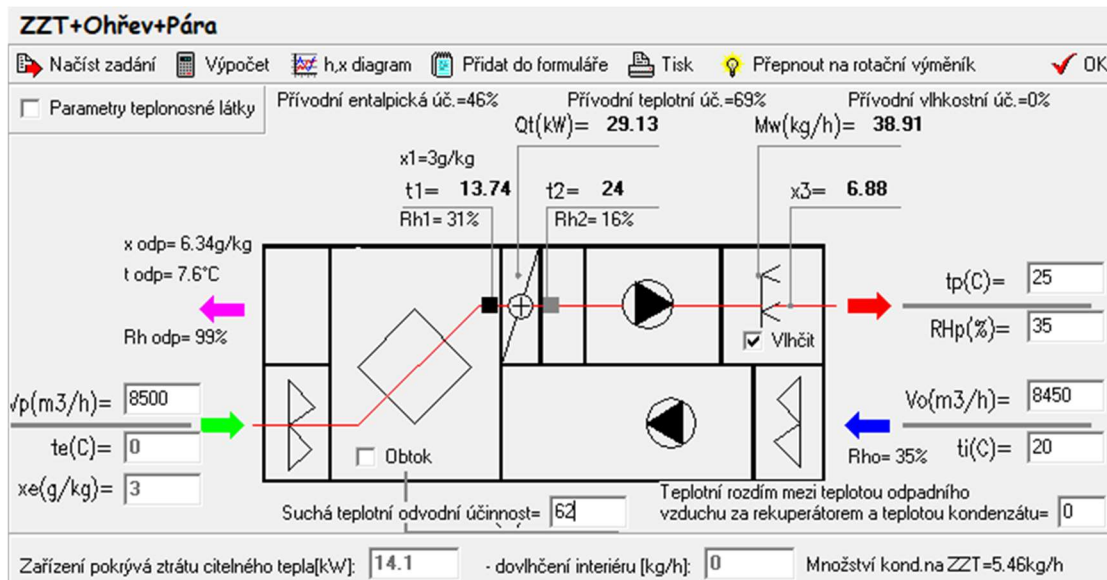 ZZT+Ohřev+Pára
Načíst zadání Výpočet h,x diagram Přidat do formuláře Tisk Přepnout na rotační výměník OK
Parametry teplonosné látky Přívodní entalpická úč.=46% Přívodní teplotní úč.=69% Přívodní vlhkostní úč.=0%
Qt(kW)= 29.13 Mw(kg/h)= 38.91
x1=3g/kg
t1= 13.74 t2= 24 x3= 6.88
Rh1= 31% Rh2= 16%
x odp= 6.34g/kg
t odp= 7.6°C tp(C)= 25
Rh odp= 99% Vlhčit RHp(%)= 35
Vp(m3/h)= 8500 Vo(m3/h)= 8450
te(C)= 0 Obtok Rho= 35% ti(C)= 20
xe(g/kg)= 3
Suchá teplotní odvodní účinnost= 62 Teplotní rozdím mezi teplotou odpadního
vzduchu za rekuperátorem a teplotou kondenzátu= 0
Zařízení pokrývá ztrátu citelného tepla[kW]: 14.1 - dovlhčení interiéru [kg/h]: 0 Množství kond.na ZZT=5.46kg/h